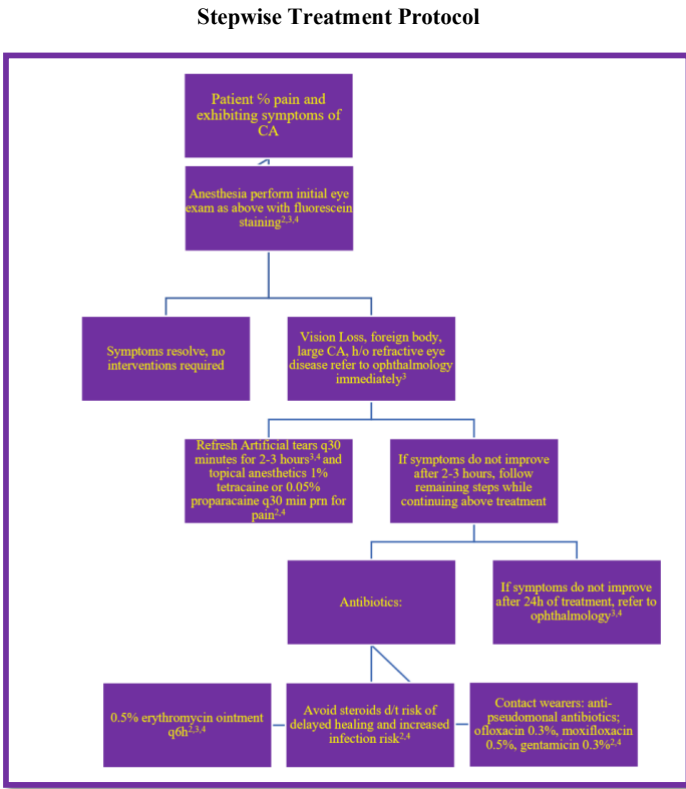 Stepwise Treatment Protocol
Patient ℅ pain and
exhibiting symptoms of
CA
Anesthesia perform initial eye
exam as above with fluorescein
staining2,3,4
Symptoms resolve, no
interventions required
Vision Loss, foreign body,
large CA, h/o refractive eye
disease refer to ophthalmology
immediately3
Refresh Artificial tears q30
minutes for 2-3 hours3,4 and
topical anesthetics 1%
tetracaine or 0.05%
proparacaine q30 min prn for
pain2,4
If symptoms do not improve
after 2-3 hours, follow
remaining steps while
continuing above treatment
Antibiotics:
If symptoms do not improve
after 24h of treatment, refer to
ophthalmology3,4
0.5% erythromycin ointment
q6h2,3,4
Avoid steroids d/t risk of
delayed healing and increased
infection risk2,4
Contact wearers: anti-
pseudomonal antibiotics;
ofloxacin 0.3%, moxifloxacin
0.5%, gentamicin 0.3%2,4